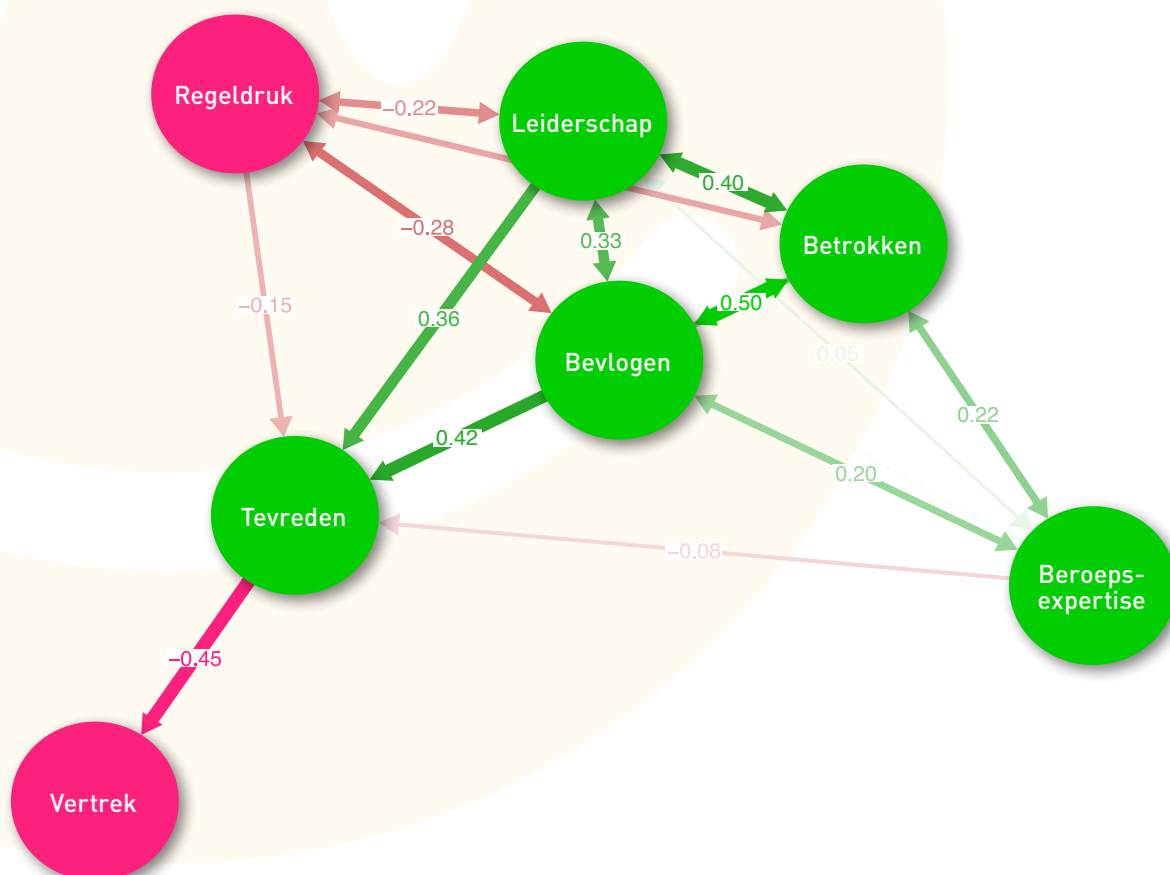 Regeldruk
−0.22
Leiderschap
0.40
−0.28
0.33
Betrokken
−0.15
0.36
0.50
0.05
Bevlogen
0.42
0.22
0.20
Tevreden
−0.08
Beroeps-
expertise
−0.45
Vertrek